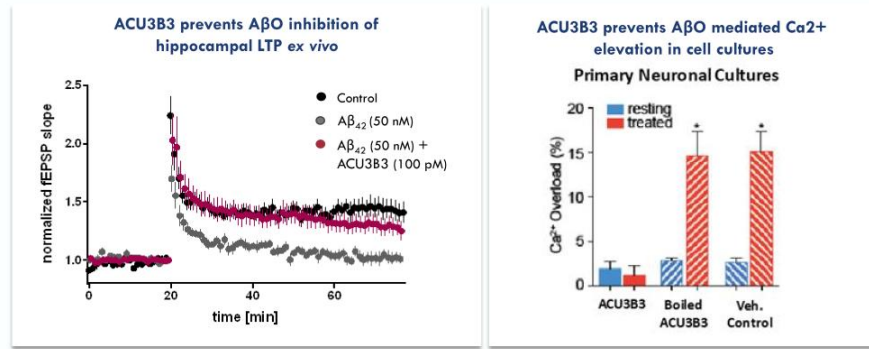 ACU3B3 prevents AβO inhibition of
hippocampal LTP ex vivo
normalized fEPSP slope
2.5
2.0
1.5
1.0
0
20
40
60
time [min]
Control
Aβ42 (50 nM)
Aβ42 (50 nM) +
ACU3B3 (100 pM)
ACU3B3 prevents AβO mediated Ca2+
elevation in cell cultures
Primary Neuronal Cultures
Ca2+ Overload (%)
20
15
10
5
0
resting
treated
*
*
ACU3B3
Boiled
ACU3B3
Veh.
Control